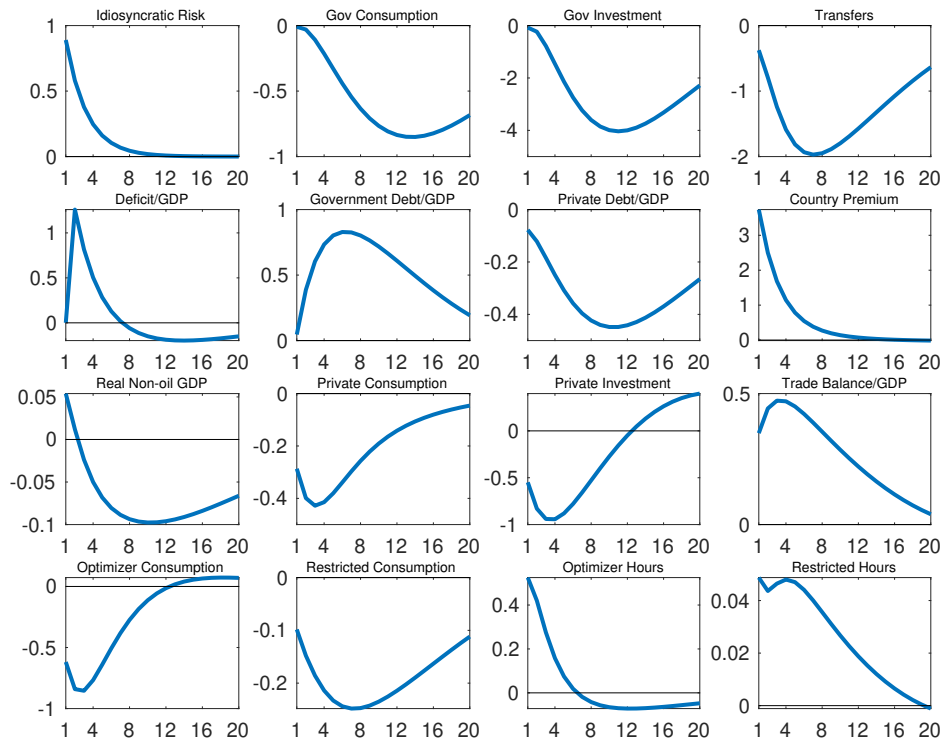 Idiosyncratic Risk
Gov Consumption
Gov Investment
Transfers
1
0.5
0
1 4 8 12 16 20
0
-0.5
-1
1 4 8 12 16 20
0
-2
-4
1 4 8 12 16 20
0
-1
-2
1 4 8 12 16 20
Deficit/GDP
Government Debt/GDP
Private Debt/GDP
Country Premium
1
0.5
0
1 4 8 12 16 20
1
0.5
0
1 4 8 12 16 20
0
-0.2
-0.4
1 4 8 12 16 20
3
2
1
0
1 4 8 12 16 20
Real Non-oil GDP
Private Consumption
Private Investment
Trade Balance/GDP
0.05
0
-0.05
-0.1
1 4 8 12 16 20
0
-0.2
-0.4
1 4 8 12 16 20
0
-0.5
-1
1 4 8 12 16 20
0.5
0
1 4 8 12 16 20
Optimizer Consumption
Restricted Consumption
Optimizer Hours
Restricted Hours
0
-0.5
-1
1 4 8 12 16 20
0
-0.1
-0.2
1 4 8 12 16 20
0.4
0.2
0
1 4 8 12 16 20
0.04
0.02
0
1 4 8 12 16 20